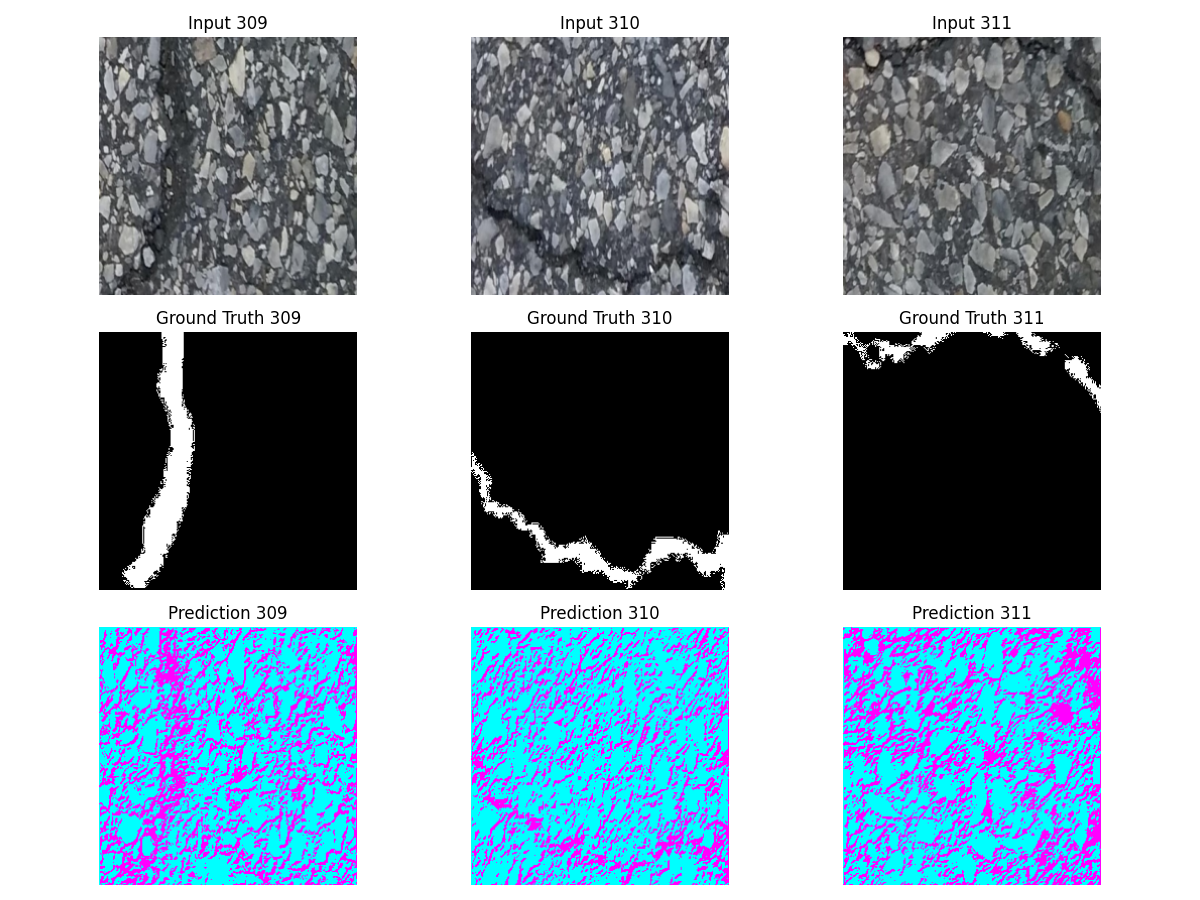 Input 309
Input 310
Input 311
Ground Truth 309
Ground Truth 310
Ground Truth 311
Prediction 309
Prediction 310
Prediction 311